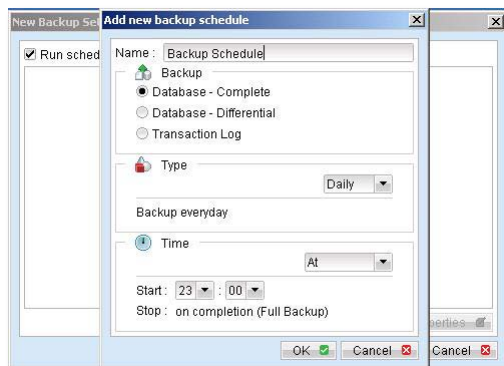 New Backup Se
Add new backup schedule
Run sched
Name : Backup Schedule
Backup
Database - Complete
Database - Differential
Transaction Log
Type
Daily
Backup everyday
Time
At
Start : 23 : 00
Stop : on completion (Full Backup)
perties
OK Cancel Cancel